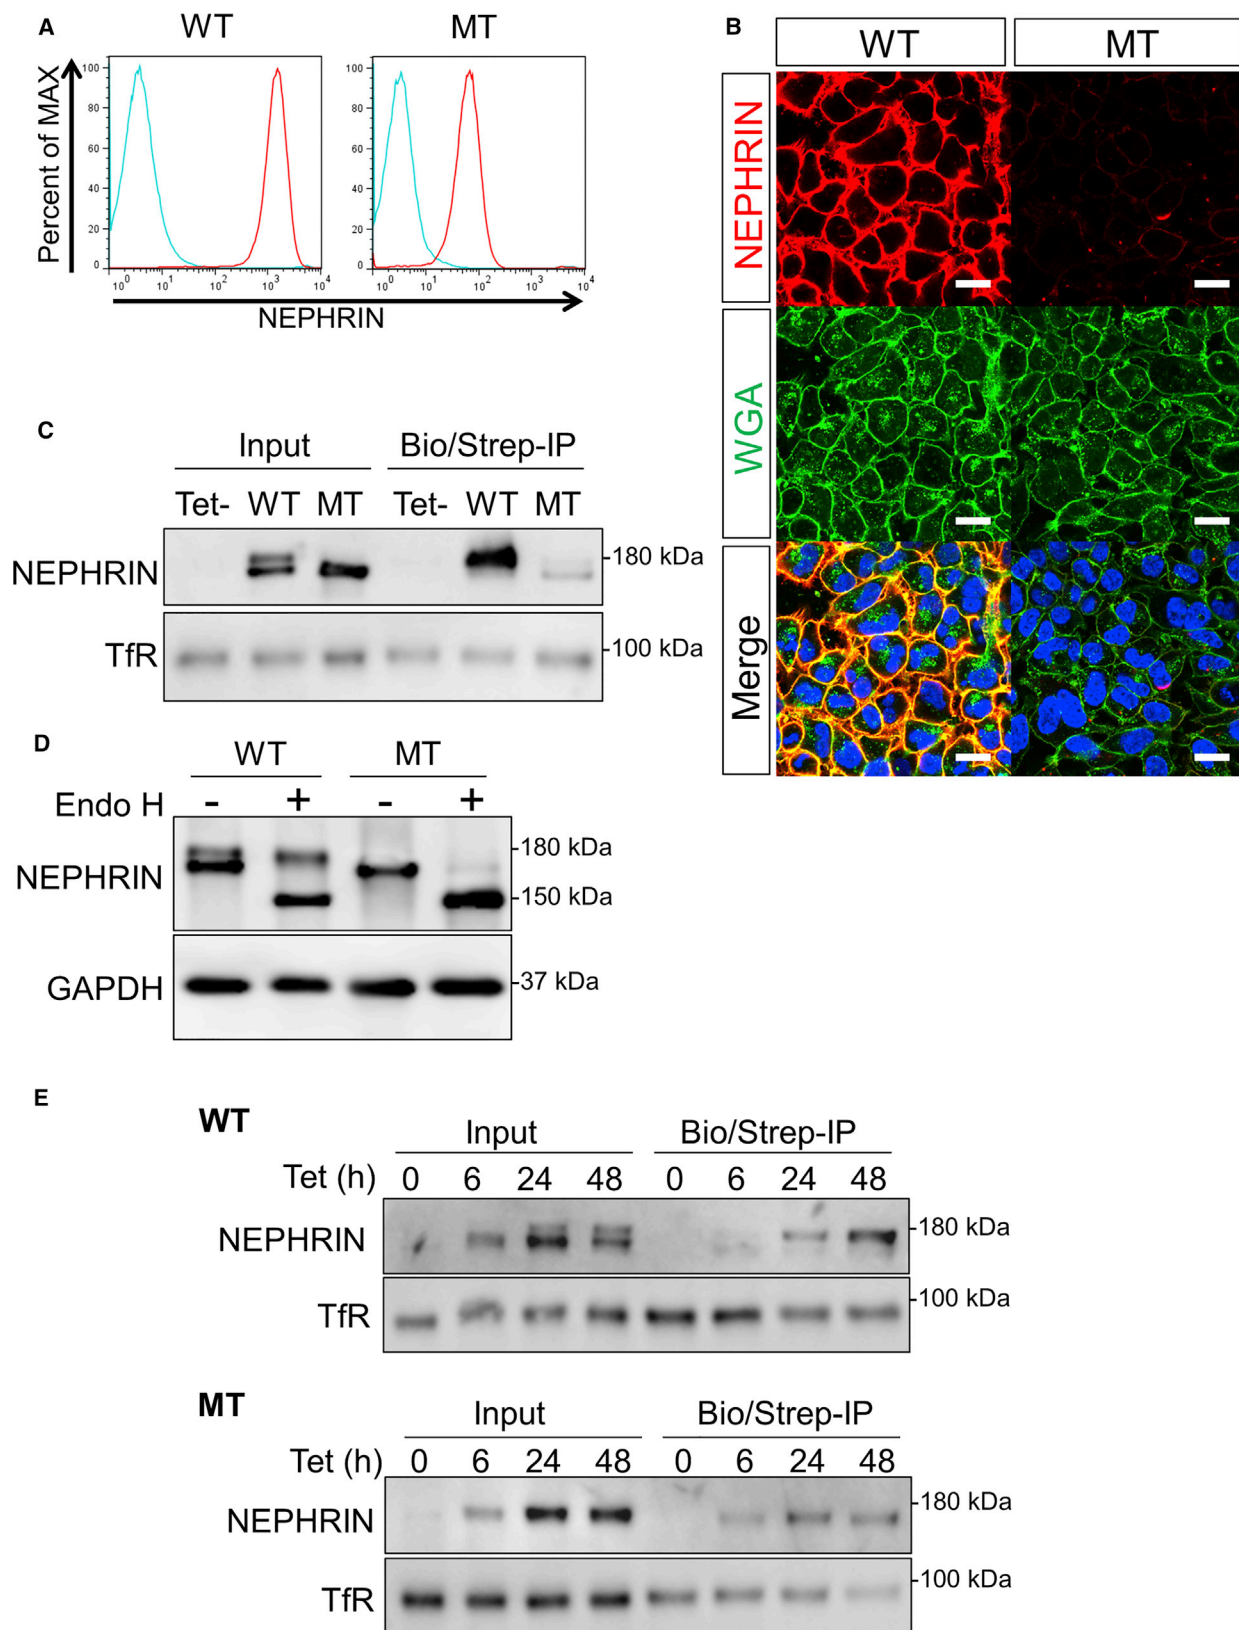 A
WT
MT
Percent of MAX
100
80
60
40
20
0
10⁰ 10¹ 10² 10³ 10⁴
100
80
60
40
20
0
10⁰ 10¹ 10² 10³ 10⁴
NEPHRIN
B
WT
MT
NEPHRIN
WGA
Merge
C
Input
Bio/Strep-IP
Tet- WT MT Tet- WT MT
NEPHRIN
180 kDa
TfR
100 kDa
D
WT
MT
Endo H - + - +
NEPHRIN
180 kDa
150 kDa
GAPDH
37 kDa
E
WT
Input
Bio/Strep-IP
Tet (h) 0 6 24 48 0 6 24 48
NEPHRIN
180 kDa
TfR
100 kDa
MT
Input
Bio/Strep-IP
Tet (h) 0 6 24 48 0 6 24 48
NEPHRIN
180 kDa
TfR
100 kDa